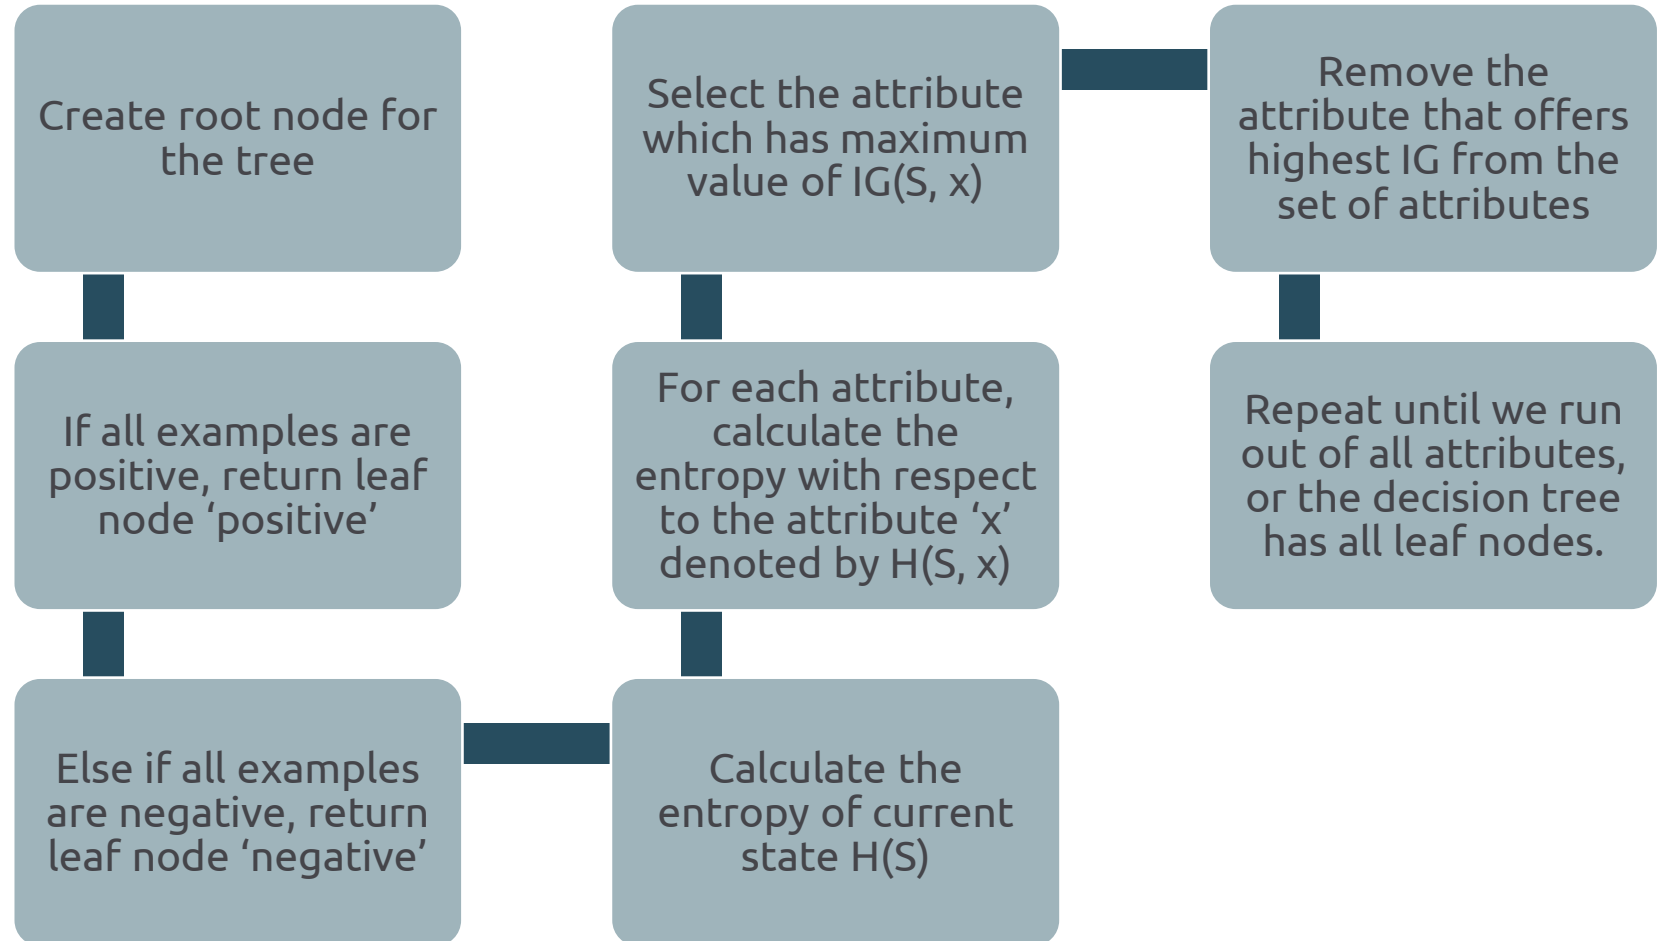 Create root node for
the tree
If all examples are
positive, return leaf
node ‘positive’
Else if all examples
are negative, return
leaf node ‘negative’
Calculate the
entropy of current
state H(S)
For each attribute,
calculate the
entropy with respect
to the attribute ‘x’
denoted by H(S, x)
Select the attribute
which has maximum
value of IG(S, x)
Remove the
attribute that offers
highest IG from the
set of attributes
Repeat until we run
out of all attributes,
or the decision tree
has all leaf nodes.